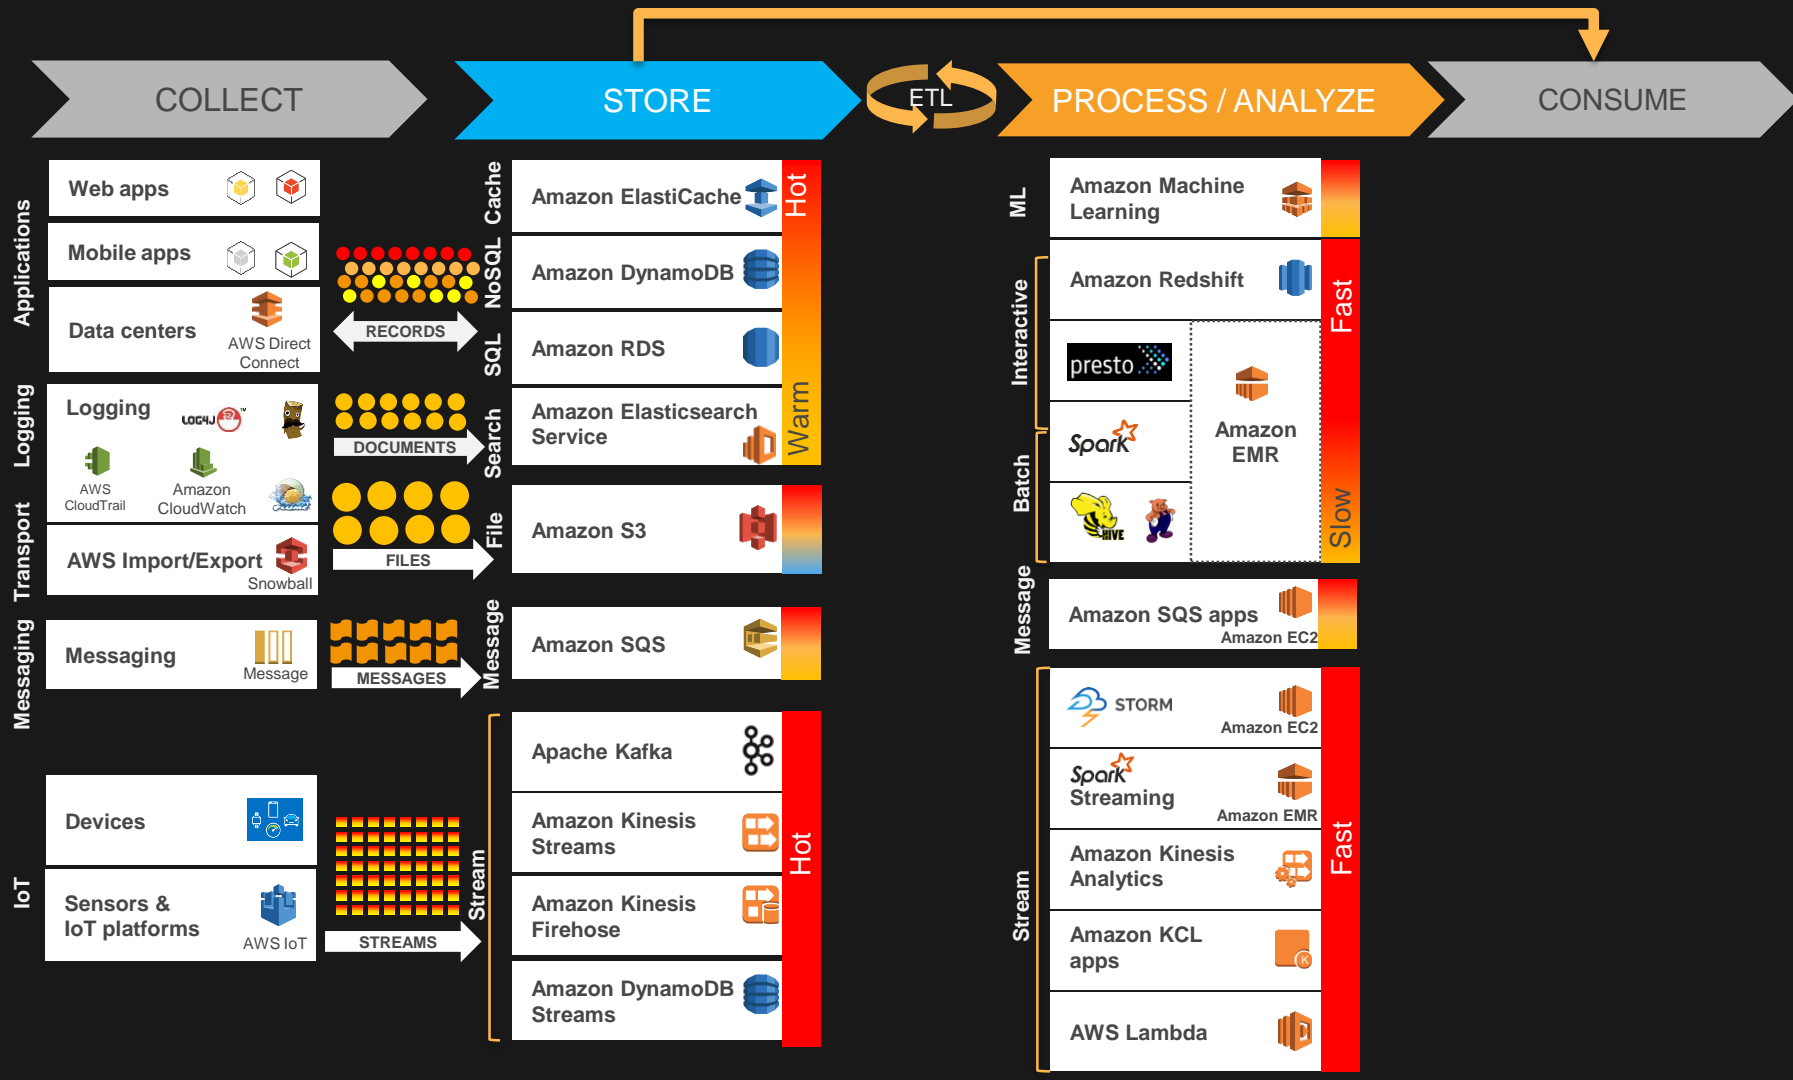 COLLECT
STORE
ETL
PROCESS / ANALYZE
CONSUME
Applications
Web apps
Mobile apps
Data centers
AWS Direct
Connect
Logging
Logging
LOG4J
TM
AWS
CloudTrail
Amazon
CloudWatch
Transport
AWS Import/Export
Snowball
Messaging
Messaging
Message
IoT
Devices
Sensors &
IoT platforms
AWS IoT
RECORDS
DOCUMENTS
FILES
MESSAGES
STREAMS
Cache
Amazon ElastiCache
NoSQL
Amazon DynamoDB
SQL
Amazon RDS
Search
Amazon Elasticsearch
Service
Hot
Warm
File
Amazon S3
Message
Amazon SQS
Stream
Apache Kafka
Amazon Kinesis
Streams
Amazon Kinesis
Firehose
Amazon DynamoDB
Streams
Hot
ML
Amazon Machine
Learning
Interactive
Amazon Redshift
presto
Spark
Batch
HIVE
Amazon
EMR
Fast
Slow
Message
Amazon SQS apps
Amazon EC2
Stream
STORM
Amazon EC2
Spark
Streaming
Amazon EMR
Amazon Kinesis
Analytics
Amazon KCL
apps
K
AWS Lambda
Fast